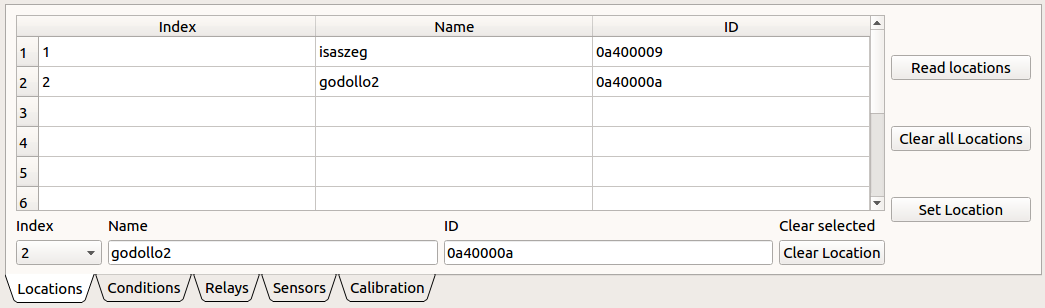 Index Name ID
1 1 isaszeg 0a400009
2 2 godollo2 0a40000a
3
4
5
6
Read locations
Clear all Locations
Set Location
Index Name ID Clear selected
2 godollo2 0a40000a Clear Location
Locations Conditions Relays Sensors Calibration